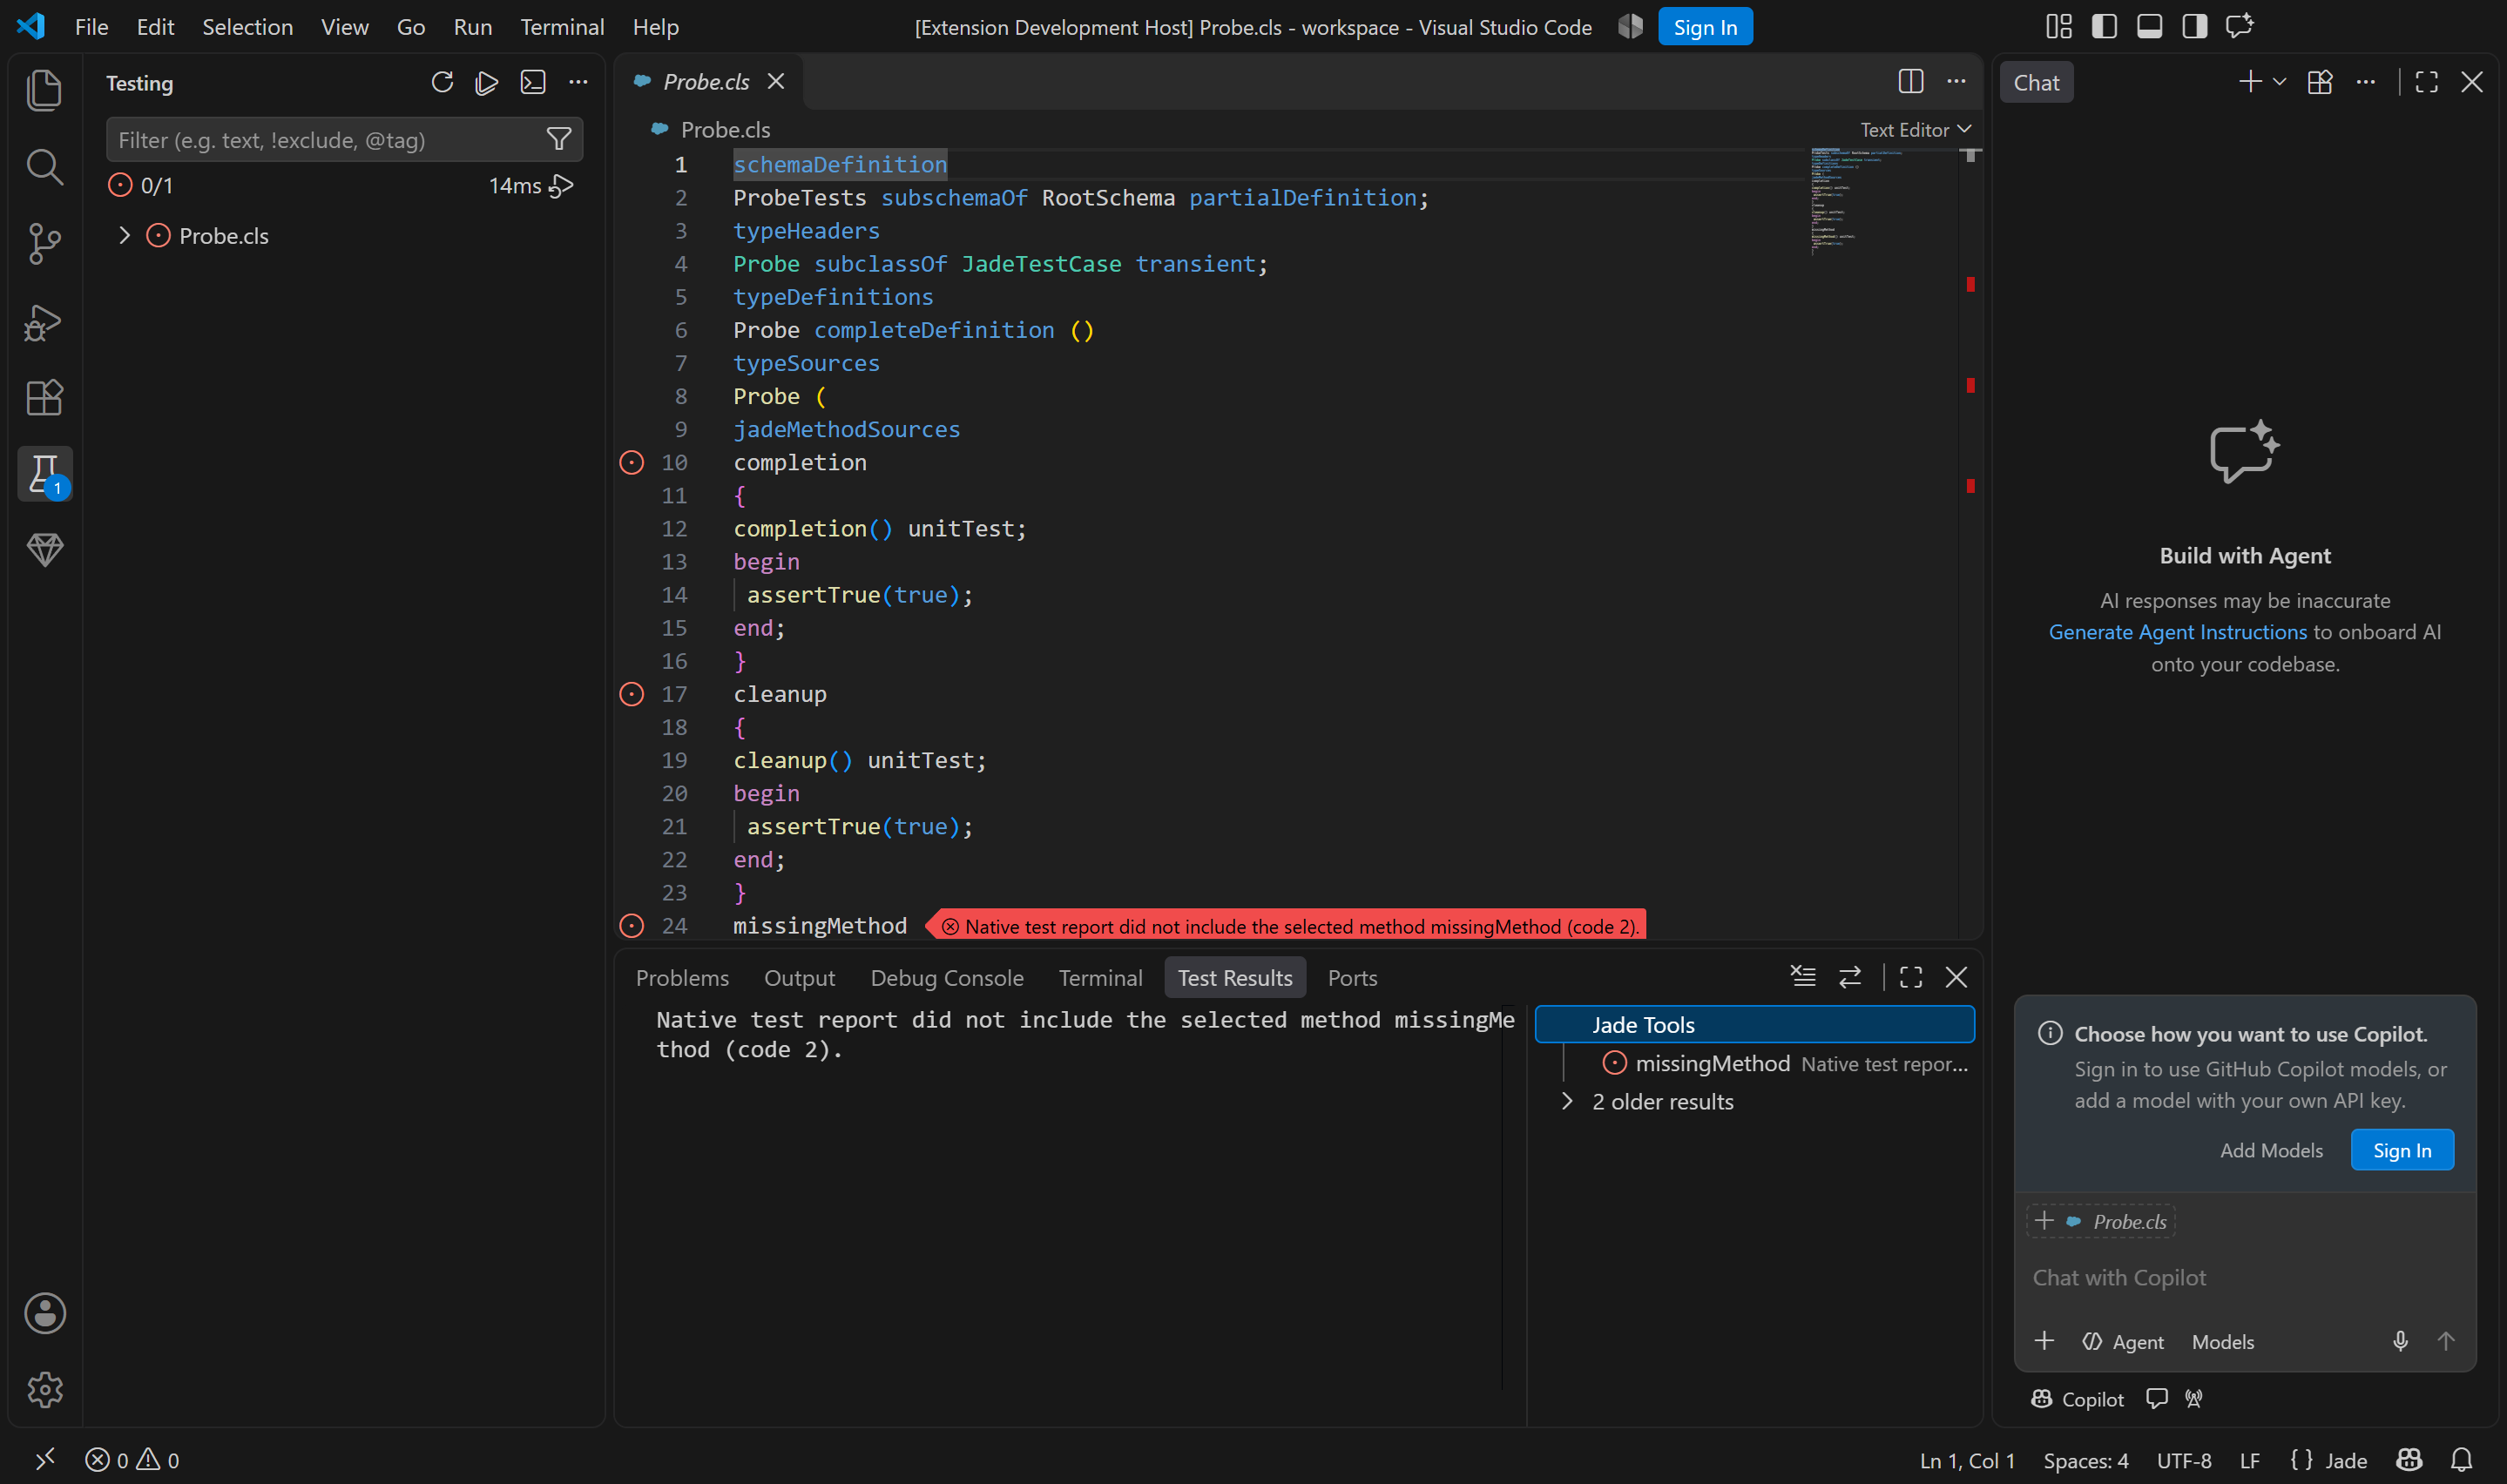 File Edit Selection View Go Run Terminal Help
[Extension Development Host] Probe.cls - workspace - Visual Studio Code
Sign In
Testing
Filter (e.g. text, !exclude, @tag)
0/1
14ms
Probe.cls
1
Probe.cls
Probe.cls
Text Editor
1 schemaDefinition
2 ProbeTests subschemaOf RootSchema partialDefinition;
3 typeHeaders
4 Probe subclassOf JadeTestCase transient;
5 typeDefinitions
6 Probe completeDefinition ()
7 typeSources
8 Probe (
9 jadeMethodSources
10 completion
11 {
12 completion() unitTest;
13 begin
14 assertTrue(true);
15 end;
16 }
17 cleanup
18 {
19 cleanup() unitTest;
20 begin
21 assertTrue(true);
22 end;
23 }
24 missingMethod Native test report did not include the selected method missingMethod (code 2).
Problems Output Debug Console Terminal Test Results Ports
Native test report did not include the selected method missingMe
thod (code 2).
Jade Tools
missingMethod Native test repor...
2 older results
Chat
Build with Agent
AI responses may be inaccurate
Generate Agent Instructions to onboard AI
onto your codebase.
Choose how you want to use Copilot.
Sign in to use GitHub Copilot models, or
add a model with your own API key.
Add Models Sign In
Probe.cls
Chat with Copilot
Agent Models
Copilot
0 0
Ln 1, Col 1 Spaces: 4 UTF-8 LF {} Jade